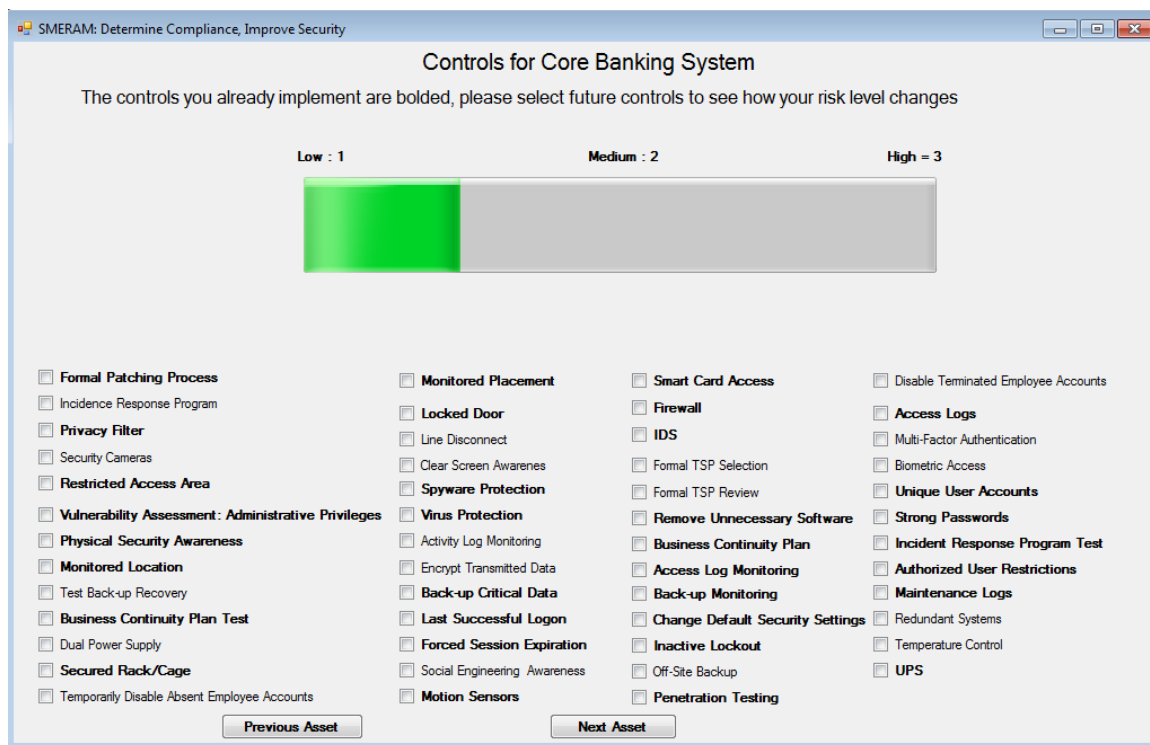 SMERAM: Determine Compliance, Improve Security
Controls for Core Banking System
The controls you already implement are bolded, please select future controls to see how your risk level changes
Low : 1
Medium : 2
High = 3
Formal Patching Process
Incidence Response Program
Privacy Filter
Security Cameras
Restricted Access Area
Vulnerability Assessment: Administrative Privileges
Physical Security Awareness
Monitored Location
Test Back-up Recovery
Business Continuity Plan Test
Dual Power Supply
Secured Rack/Cage
Temporarily Disable Absent Employee Accounts
Monitored Placement
Locked Door
Line Disconnect
Clear Screen Awarenes
Spyware Protection
Virus Protection
Activity Log Monitoring
Encrypt Transmitted Data
Back-up Critical Data
Last Successful Logon
Forced Session Expiration
Social Engineering Awareness
Motion Sensors
Smart Card Access
Firewall
IDS
Formal TSP Selection
Formal TSP Review
Remove Unnecessary Software
Business Continuity Plan
Access Log Monitoring
Back-up Monitoring
Change Default Security Settings
Inactive Lockout
Off-Site Backup
Penetration Testing
Disable Terminated Employee Accounts
Access Logs
Multi-Factor Authentication
Biometric Access
Unique User Accounts
Strong Passwords
Incident Response Program Test
Authorized User Restrictions
Maintenance Logs
Redundant Systems
Temperature Control
UPS
Previous Asset
Next Asset